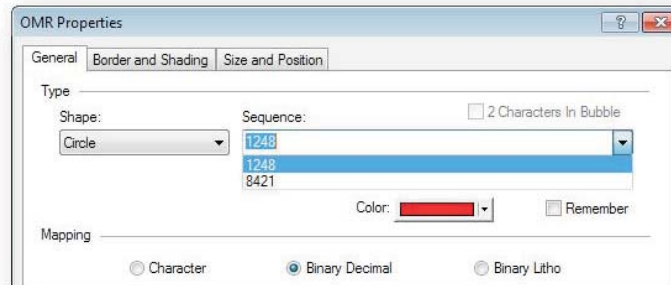 OMR Properties
General Border and Shading Size and Position
Type
Shape: Sequence: 2 Characters In Bubble
Circle 1248
1248
8421
Color: Remember
Mapping
Character Binary Decimal Binary Litho